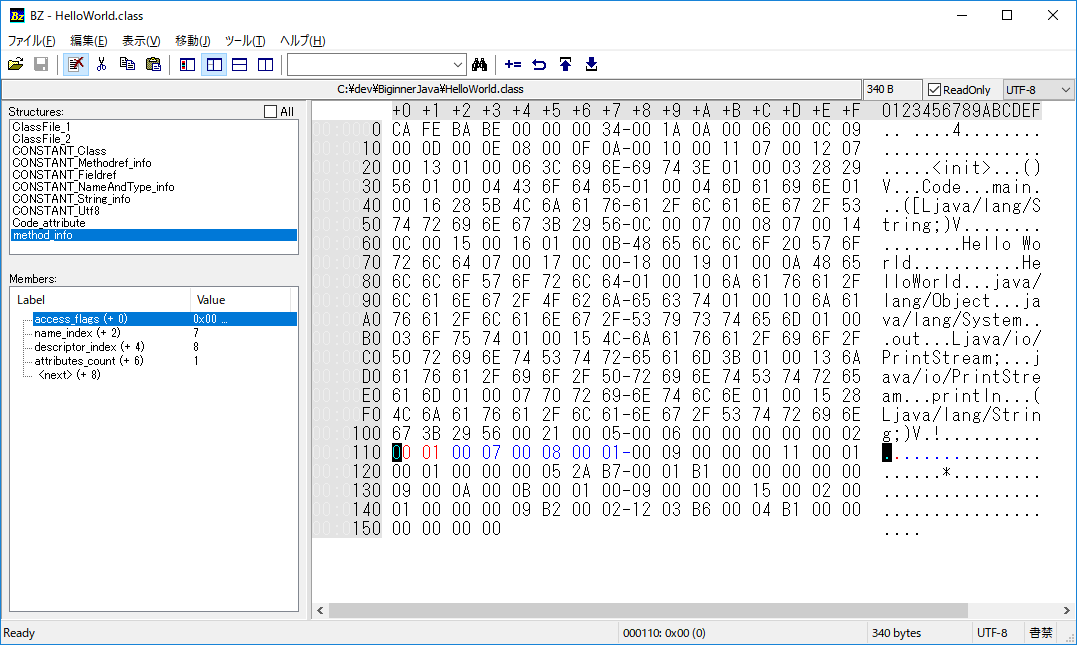 BZ - HelloWorld.class
ファイル(F) 編集(E) 表示(V) 移動(J) ツール(T) ヘルプ(H)
C:¥dev¥BiginnerJava¥HelloWorld.class 340 B ReadOnly UTF-8
Structures: All
ClassFile_1
ClassFile_2
CONSTANT_Class
CONSTANT_Methodref_info
CONSTANT_Fieldref
CONSTANT_NameAndType_info
CONSTANT_String_info
CONSTANT_Utf8
Code_attribute
method_info
Members:
Label Value
access_flags (+ 0) 0x00 ...
name_index (+ 2) 7
descriptor_index (+ 4) 8
attributes_count (+ 6) 1
<next> (+ 8)
+0 +1 +2 +3 +4 +5 +6 +7 +8 +9 +A +B +C +D +E +F 0123456789ABCDEF
0 CA FE BA BE 00 00 00 34-00 1A 0A 00 06 00 0C 09 .. ....4........
10 00 0D 00 0E 08 00 0F 0A-00 10 00 11 07 00 12 07 ................
20 00 13 01 00 06 3C 69 6E-69 74 3E 01 00 03 28 29 .....<init>...()
30 56 01 00 04 43 6F 64 65-01 00 04 6D 61 69 6E 01 V...Code...main.
40 00 16 28 5B 4C 6A 61 76-61 2F 6C 61 6E 67 2F 53 ..([Ljava/lang/S
50 74 72 69 6E 67 3B 29 56-0C 00 07 00 08 07 00 14 tring;)V........
60 0C 00 15 00 16 01 00 0B-48 65 6C 6C 6F 20 57 6F ........Hello Wo
70 72 6C 64 07 00 17 0C 00-18 00 19 01 00 0A 48 65 rld...........He
80 6C 6C 6F 57 6F 72 6C 64-01 00 10 6A 61 76 61 2F lloWorld...java/
90 6C 61 6E 67 2F 4F 62 6A-65 63 74 01 00 10 6A 61 lang/Object...ja
A0 76 61 2F 6C 61 6E 67 2F-53 79 73 74 65 6D 01 00 va/lang/System..
B0 03 6F 75 74 01 00 15 4C-6A 61 76 61 2F 69 6F 2F .out...Ljava/io/
C0 50 72 69 6E 74 53 74 72-65 61 6D 3B 01 00 13 6A PrintStream;...j
D0 61 76 61 2F 69 6F 2F 50-72 69 6E 74 53 74 72 65 ava/io/PrintStre
E0 61 6D 01 00 07 70 72 69-6E 74 6C 6E 01 00 15 28 am...println...(
F0 4C 6A 61 76 61 2F 6C 61-6E 67 2F 53 74 72 69 6E Ljava/lang/Strin
100 67 3B 29 56 00 21 00 05-00 06 00 00 00 00 00 02 g;)V.!..........
110 00 01 00 07 00 08 00 01-00 09 00 00 00 11 00 01 ................
120 00 01 00 00 00 05 2A B7-00 01 B1 00 00 00 00 00 ......*.........
130 09 00 0A 00 0B 00 01 00-09 00 00 00 15 00 02 00 ................
140 01 00 00 00 09 B2 00 02-12 03 B6 00 04 B1 00 00 ................
150 00 00 00 00 ....
Ready 000110: 0x00 (0) 340 bytes UTF-8 書禁